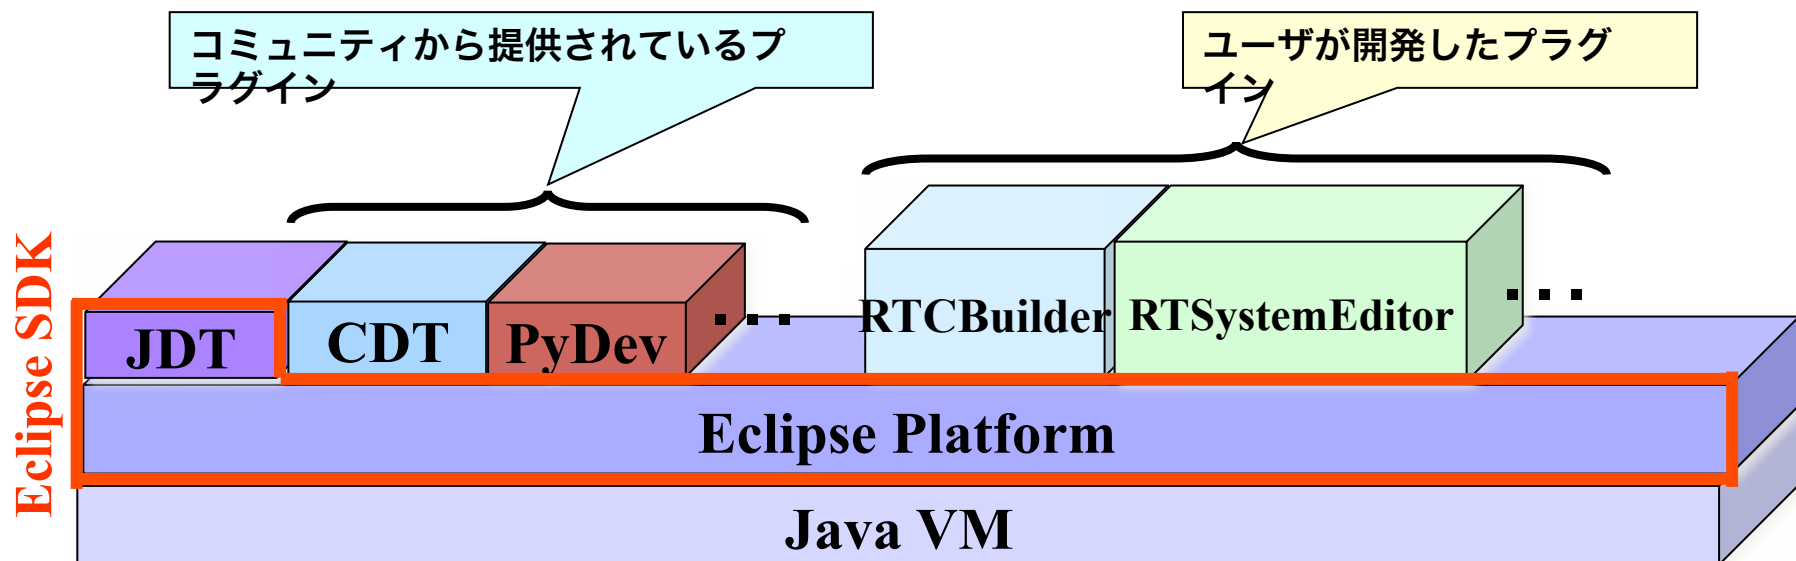 コミュニティから提供されているプ
ラグイン
ユーザが開発したプラグ
イン
Eclipse SDK
JDT
CDT
PyDev
...
RTCBuilder
RTSystemEditor
...
Eclipse Platform
Java VM